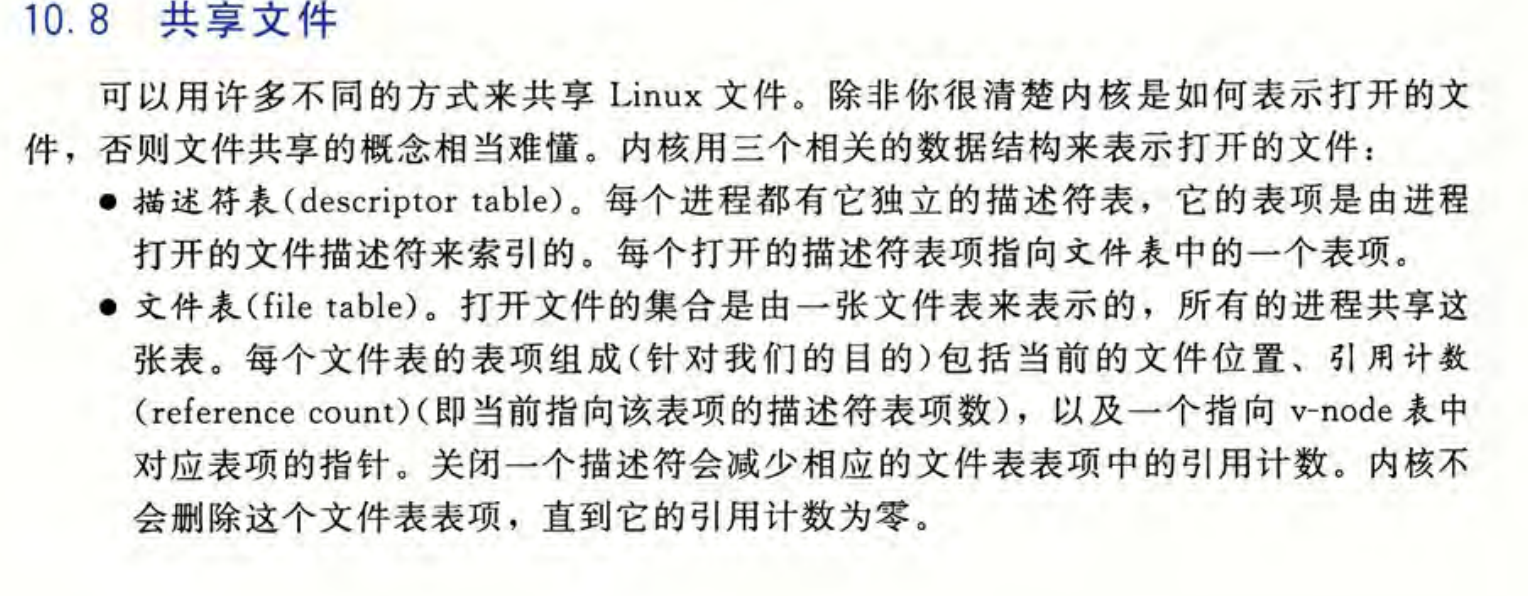 10.8 共享文件
可以用许多不同的方式来共享 Linux 文件。除非你很清楚内核是如何表示打开的文
件，否则文件共享的概念相当难懂。内核用三个相关的数据结构来表示打开的文件：
● 描述符表(descriptor table)。每个进程都有它独立的描述符表，它的表项是由进程
打开的文件描述符来索引的。每个打开的描述符表项指向文件表中的一个表项。
● 文件表(file table)。打开文件的集合是由一张文件表来表示的，所有的进程共享这
张表。每个文件表的表项组成(针对我们的目的)包括当前的文件位置、引用计数
(reference count)(即当前指向该表项的描述符表项数)，以及一个指向 v-node 表中
对应表项的指针。关闭一个描述符会减少相应的文件表表项中的引用计数。内核不
会删除这个文件表表项，直到它的引用计数为零。